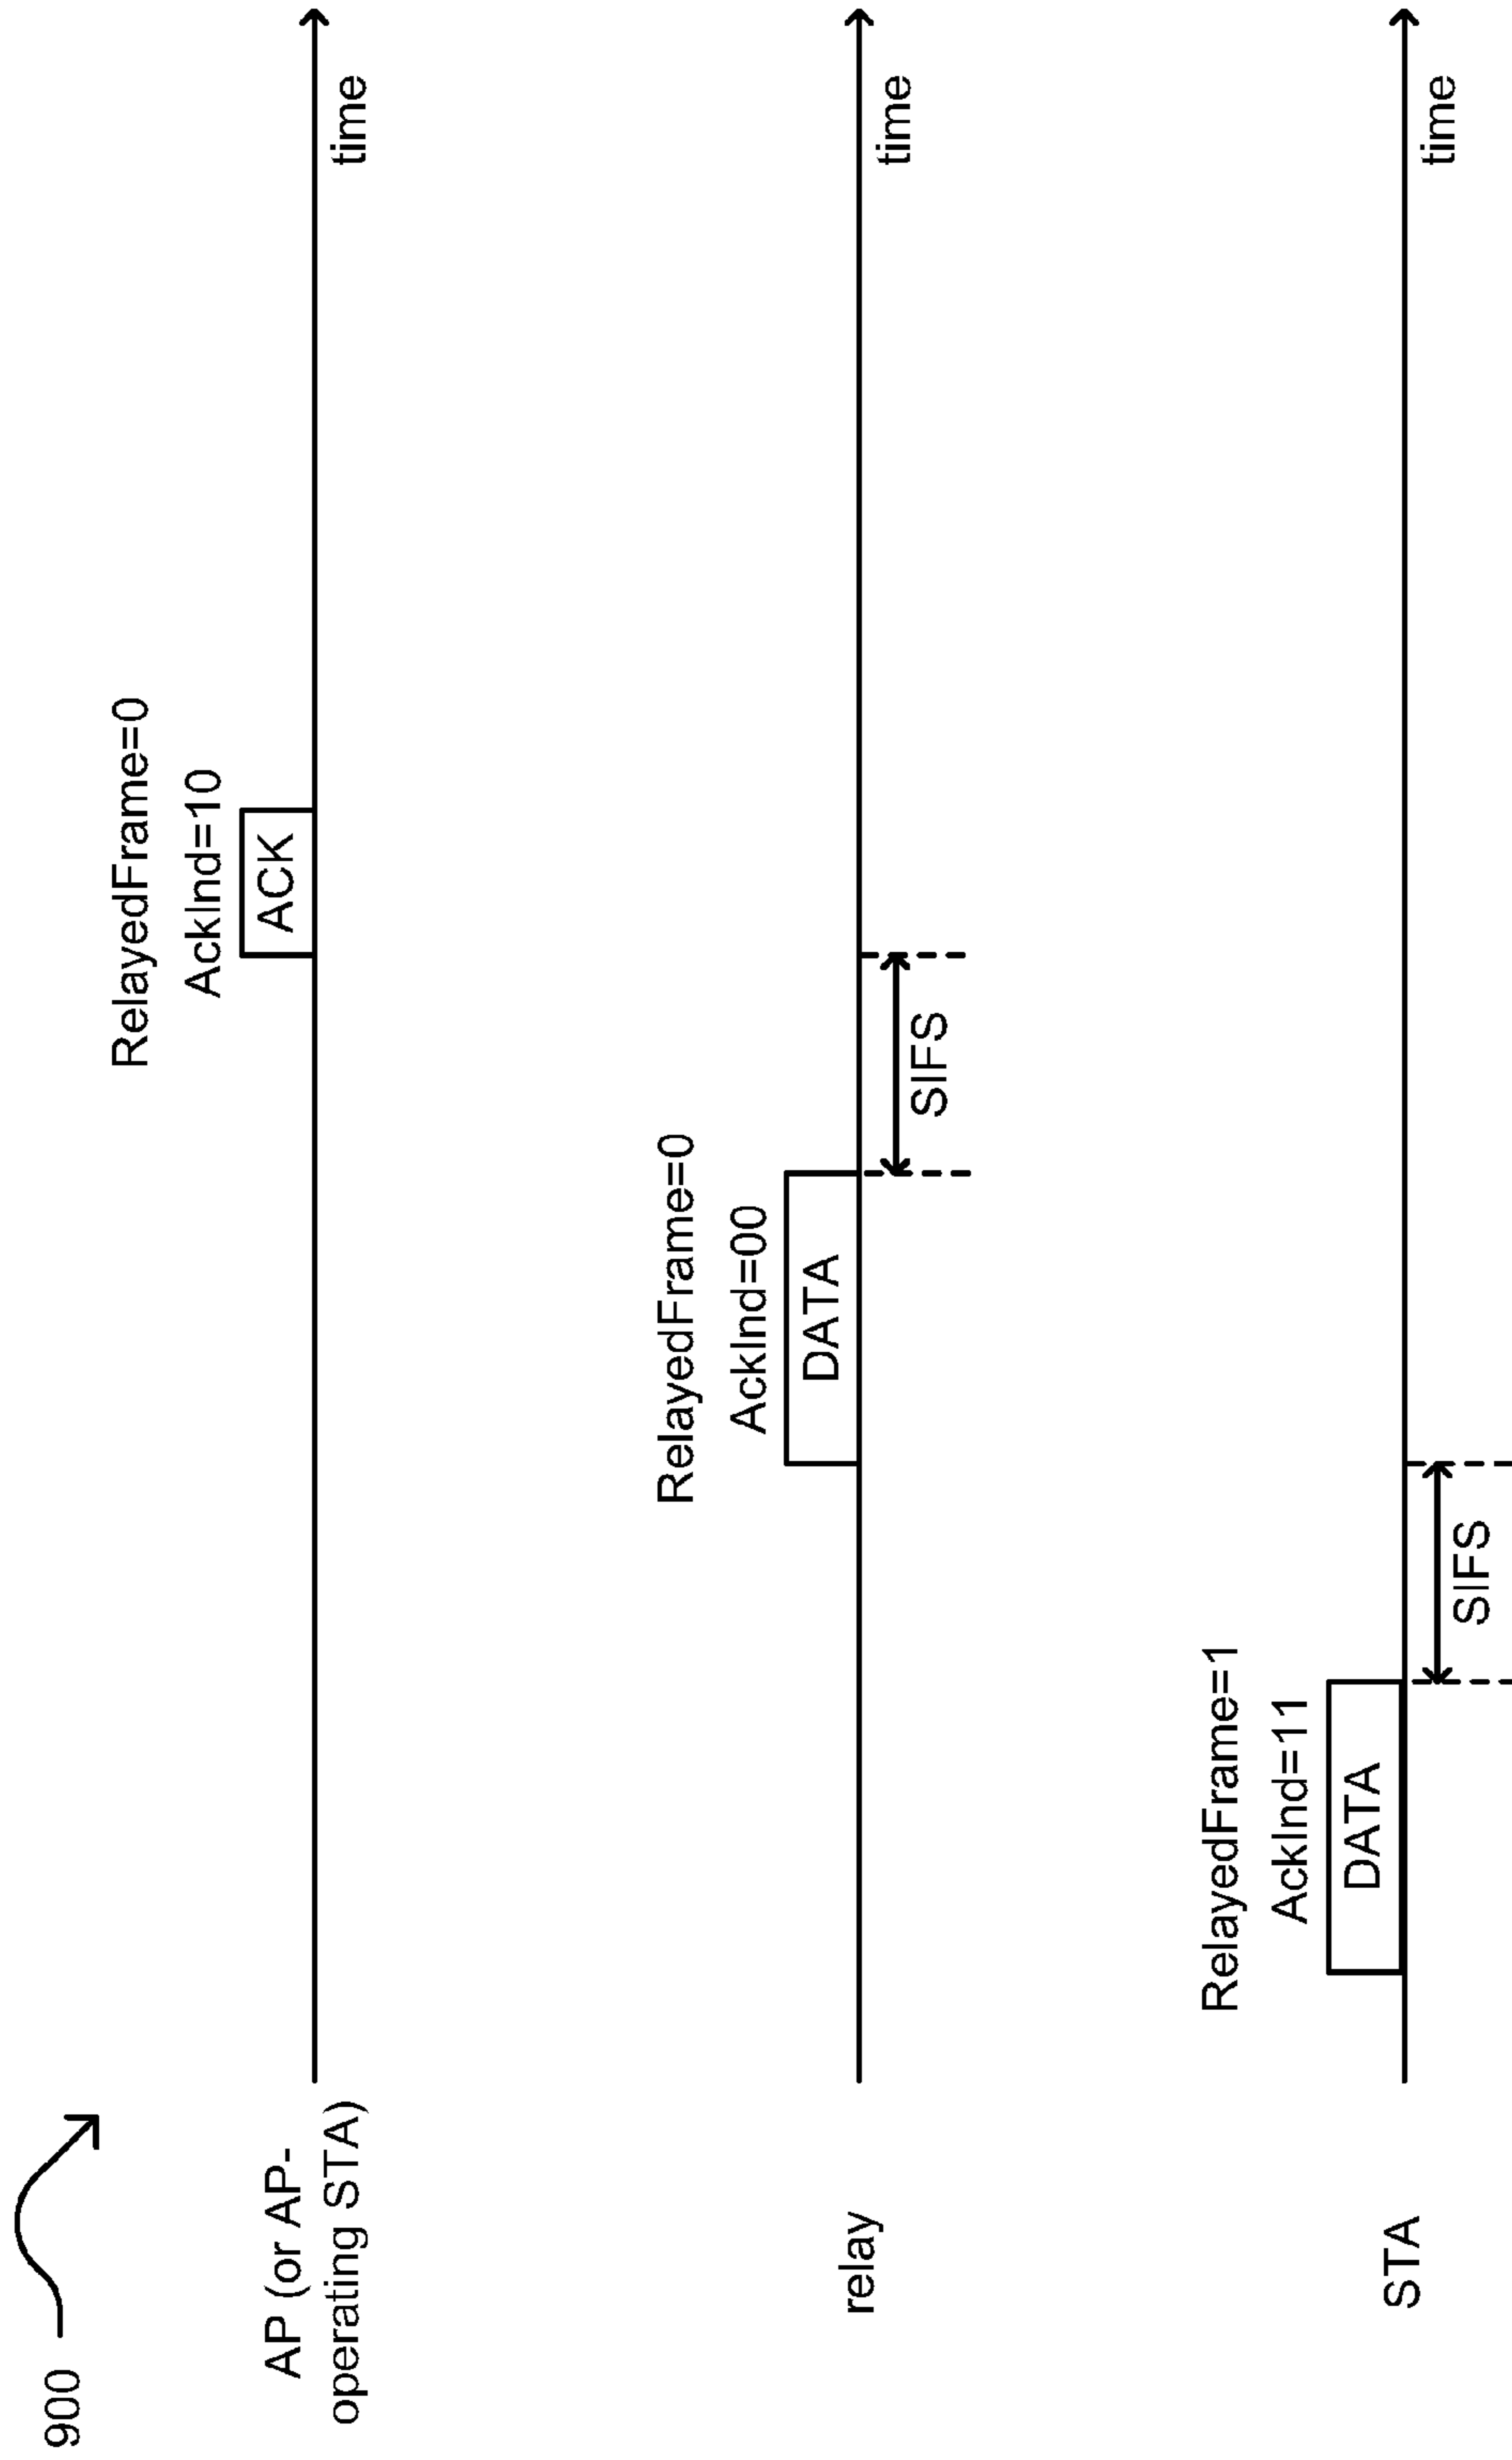 900
AP (or AP-
operating STA)
RelayedFrame=0
AckInd=10
ACK
time
relay
RelayedFrame=0
AckInd=00
DATA
SIFS
time
STA
RelayedFrame=1
AckInd=11
DATA
SIFS
time